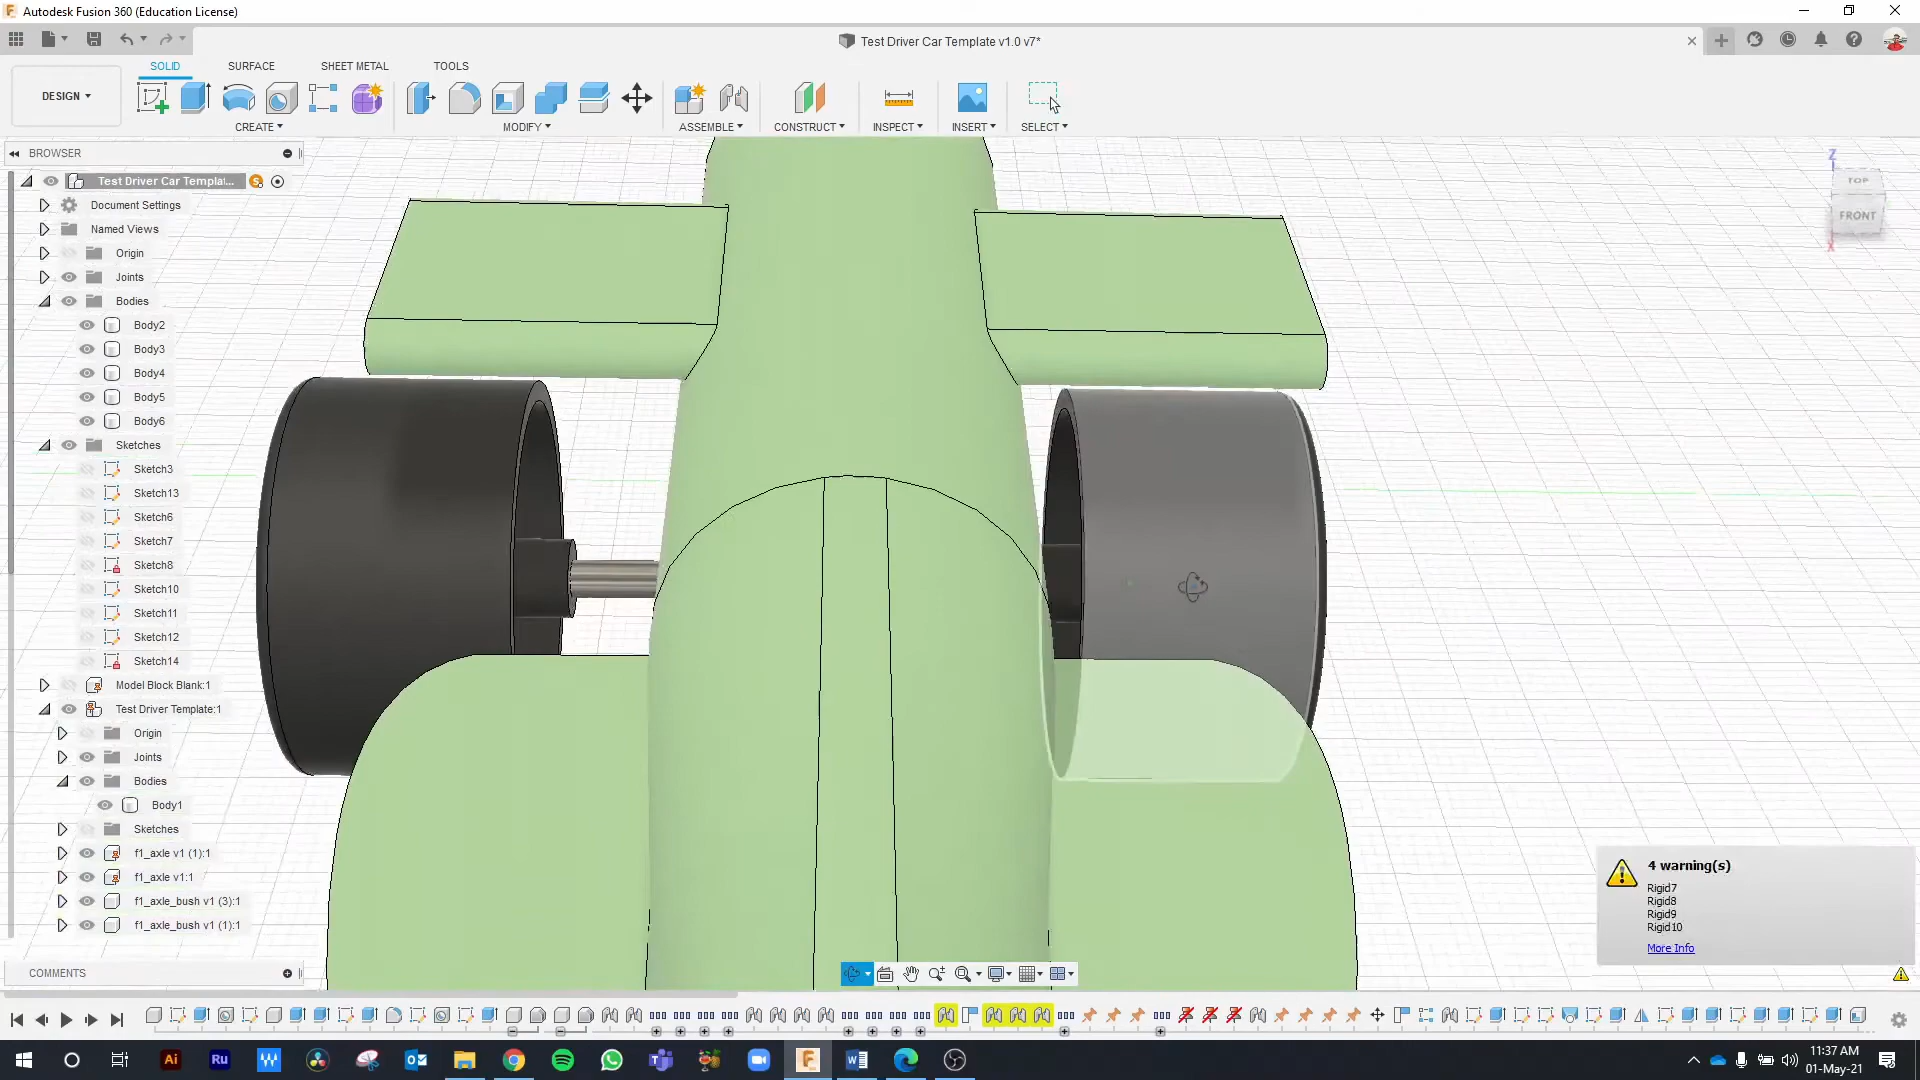 Autodesk Fusion 360 (Education License)
Test Driver Car Template v1.0 v7*
SOLID
SURFACE
SHEET METAL
TOOLS
DESIGN
CREATE
MODIFY
ASSEMBLE
CONSTRUCT
INSPECT
INSERT
SELECT
BROWSER
Test Driver Car Templat...
Document Settings
Named Views
Origin
Joints
Bodies
Body2
Body3
Body4
Body5
Body6
Sketches
Sketch3
Sketch13
Sketch6
Sketch7
Sketch8
Sketch10
Sketch11
Sketch12
Sketch14
Model Block Blank:1
Test Driver Template:1
Origin
Joints
Bodies
Body1
Sketches
f1_axle v1 (1):1
f1_axle v1:1
f1_axle_bush v1 (3):1
f1_axle_bush v1 (1):1
COMMENTS
Z
TOP
FRONT
X
4 warning(s)
Rigid7
Rigid8
Rigid9
Rigid10
More Info
Ai
Ru
11:37 AM
01-May-21